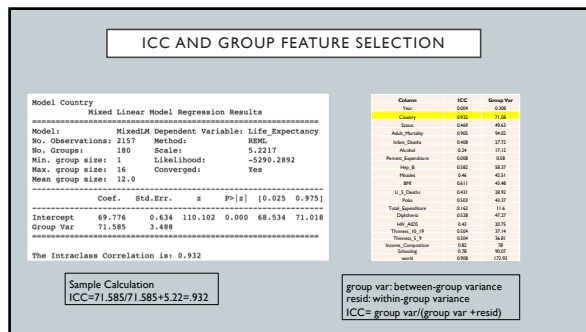 ICC AND GROUP FEATURE SELECTION
Model Country
Mixed Linear Model Regression Results
Model: MixedLM Dependent Variable: Life_Expectancy
No. Observations: 2157 Method: REML
No. Groups: 180 Scale: 5.2217
Min. group size: 1 Likelihood: -5290.2892
Max. group size: 16 Converged: Yes
Mean group size: 12.0
Coef. Std.Err. z P>|z| [0.025 0.975]
Intercept 69.776 0.634 110.102 0.000 68.534 71.018
Group Var 71.585 3.488
The Intraclass Correlation is: 0.932
Sample Calculation
ICC=71.585/71.585+5.22=.932
Column ICC Group Var
Year 0.004 0.308
Country 0.932 71.58
Status 0.469 49.63
Adult_Mortality 0.905 94.02
Infant_Deaths 0.408 27.72
Alcohol 0.24 17.12
Percent_Expenditure 0.008 0.58
Hep_B 0.582 58.37
Measles 0.46 42.51
BMI 0.611 43.48
U_5_Deaths 0.431 28.92
Polio 0.503 43.37
Total_Expenditure 0.162 11.6
Diphtheria 0.528 47.27
HIV_AIDS 0.43 20.75
Thinness_10_19 0.504 37.14
Thinness_5_9 0.504 36.81
Income_Composition 0.82 78
Schooling 0.78 90.07
world 0.908 172.93
group var: between-group variance
resid: within-group variance
ICC= group var/(group var +resid)